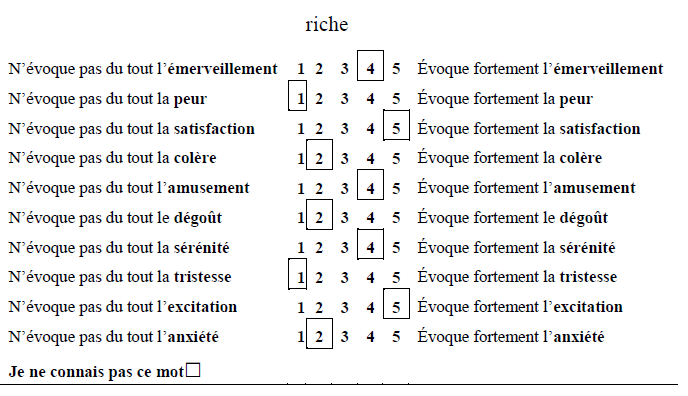 riche
N’évoque pas du tout l’émerveillement 1 2 3 4 5 Évoque fortement l’émerveillement
N’évoque pas du tout la peur 1 2 3 4 5 Évoque fortement la peur
N’évoque pas du tout la satisfaction 1 2 3 4 5 Évoque fortement la satisfaction
N’évoque pas du tout la colère 1 2 3 4 5 Évoque fortement la colère
N’évoque pas du tout l’amusement 1 2 3 4 5 Évoque fortement l’amusement
N’évoque pas du tout le dégoût 1 2 3 4 5 Évoque fortement le dégoût
N’évoque pas du tout la sérénité 1 2 3 4 5 Évoque fortement la sérénité
N’évoque pas du tout la tristesse 1 2 3 4 5 Évoque fortement la tristesse
N’évoque pas du tout l’excitation 1 2 3 4 5 Évoque fortement l’excitation
N’évoque pas du tout l’anxiété 1 2 3 4 5 Évoque fortement l’anxiété
Je ne connais pas ce mot